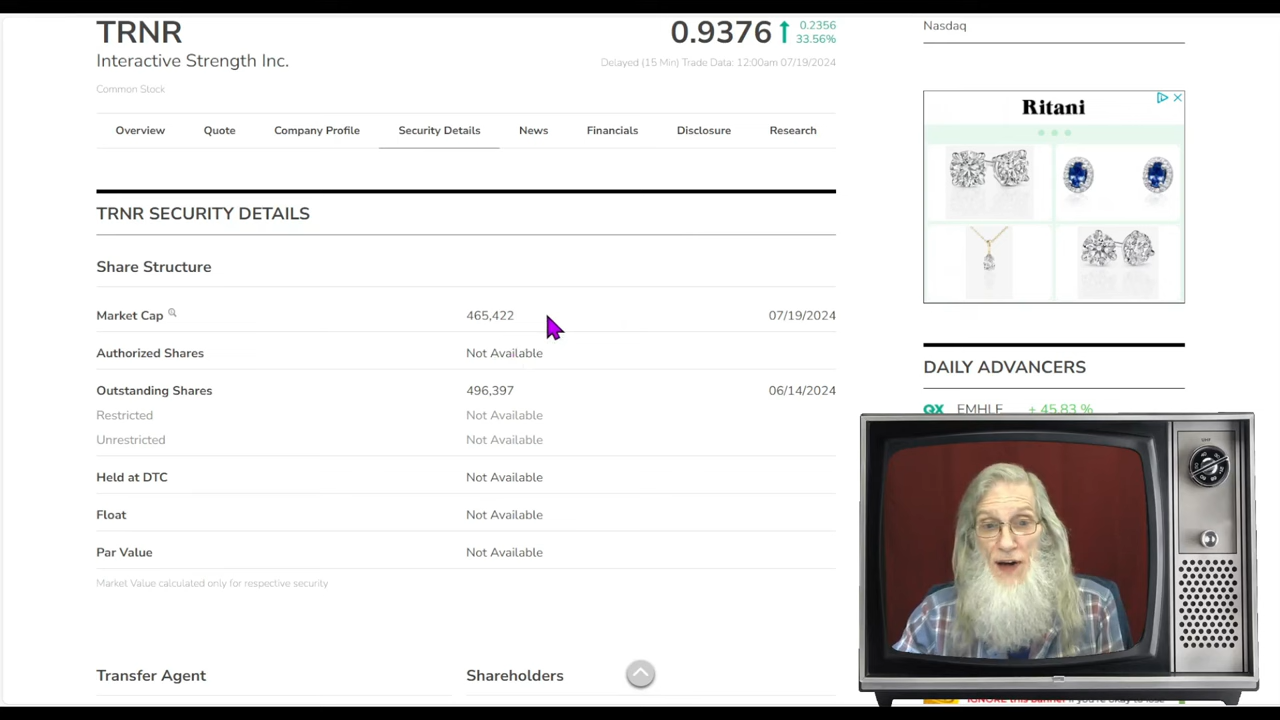 TRNR
0.9376
0.2356
33.56%
Interactive Strength Inc.
Delayed (15 Min) Trade Data: 12:00am 07/19/2024
Common Stock
Overview Quote Company Profile Security Details News Financials Disclosure Research
TRNR SECURITY DETAILS
Share Structure
Market Cap 465,422 07/19/2024
Authorized Shares Not Available
Outstanding Shares 496,397 06/14/2024
Restricted Not Available
Unrestricted Not Available
Held at DTC Not Available
Float Not Available
Par Value Not Available
Market Value calculated only for respective security
Transfer Agent Shareholders
Nasdaq
Ritani
DAILY ADVANCERS
QX EMHLE + 45.83 %